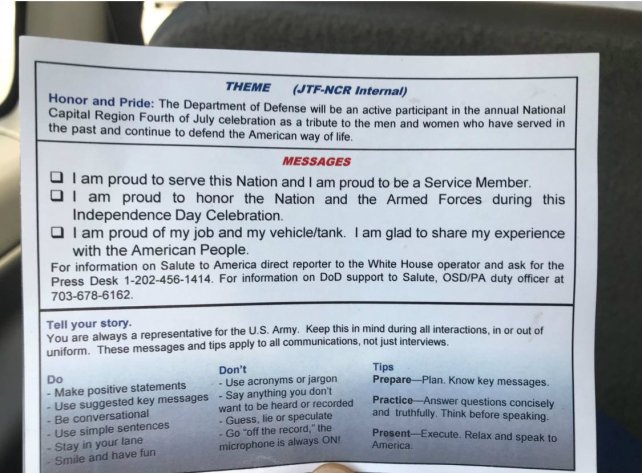 THEME (JTF-NCR Internal)
Honor and Pride: The Department of Defense will be an active participant in the annual National
Capital Region Fourth of July celebration as a tribute to the men and women who have served in
the past and continue to defend the American way of life.
MESSAGES
❑ I am proud to serve this Nation and I am proud to be a Service Member.
❑ I am proud to honor the Nation and the Armed Forces during this
Independence Day Celebration.
❑ I am proud of my job and my vehicle/tank. I am glad to share my experience
with the American People.
For information on Salute to America direct reporter to the White House operator and ask for the
Press Desk 1-202-456-1414. For information on DoD support to Salute, OSD/PA duty officer at
703-678-6162.
Tell your story.
You are always a representative for the U.S. Army. Keep this in mind during all interactions, in or out of
uniform. These messages and tips apply to all communications, not just interviews.
Do
- Make positive statements
- Use suggested key messages
- Be conversational
- Use simple sentences
- Stay in your lane
- Smile and have fun
Don't
- Use acronyms or jargon
- Say anything you don't
want to be heard or recorded
- Guess, lie or speculate
- Go "off the record," the
microphone is always ON!
Tips
Prepare—Plan. Know key messages.
Practice—Answer questions concisely
and truthfully. Think before speaking.
Present—Execute. Relax and speak to
America.